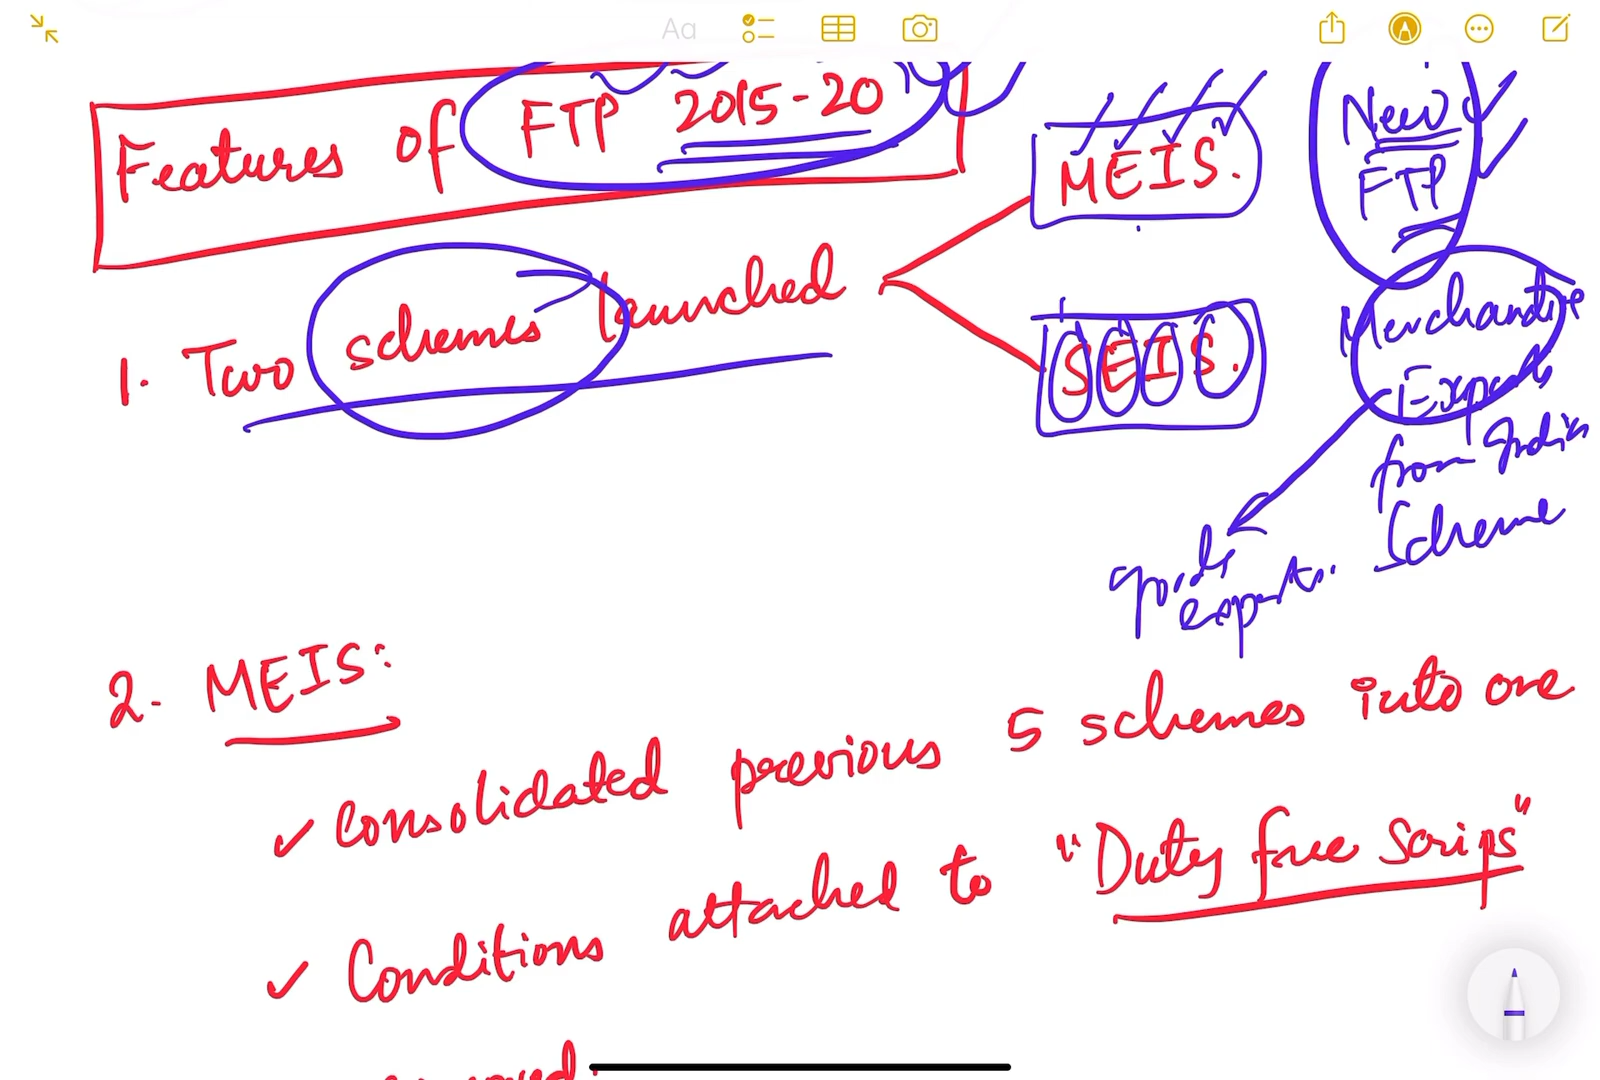 Aa
Features of FTP 2015-20
MEIS.
New
FTP
1. Two schemes launched
SEIS.
Merchandise
Exports
from India
Scheme
goods
exports.
2. MEIS:
✓ Consolidated previous 5 schemes into one
✓ Conditions attached to "Duty free scrips"